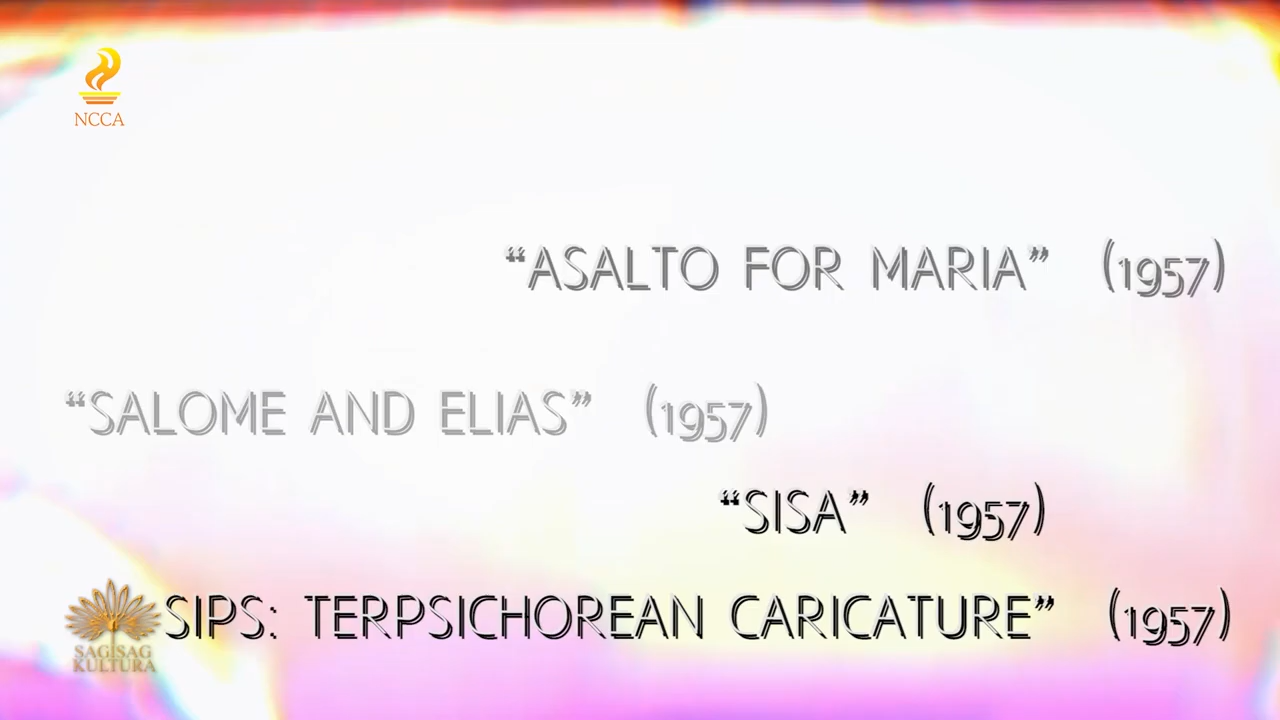 NCCA
“ASALTO FOR MARIA” (1957)
“SALOME AND ELIAS” (1957)
“SISA” (1957)
SIPS: TERPSICHOREAN CARICATURE” (1957)
SAGISAG
KULTURA